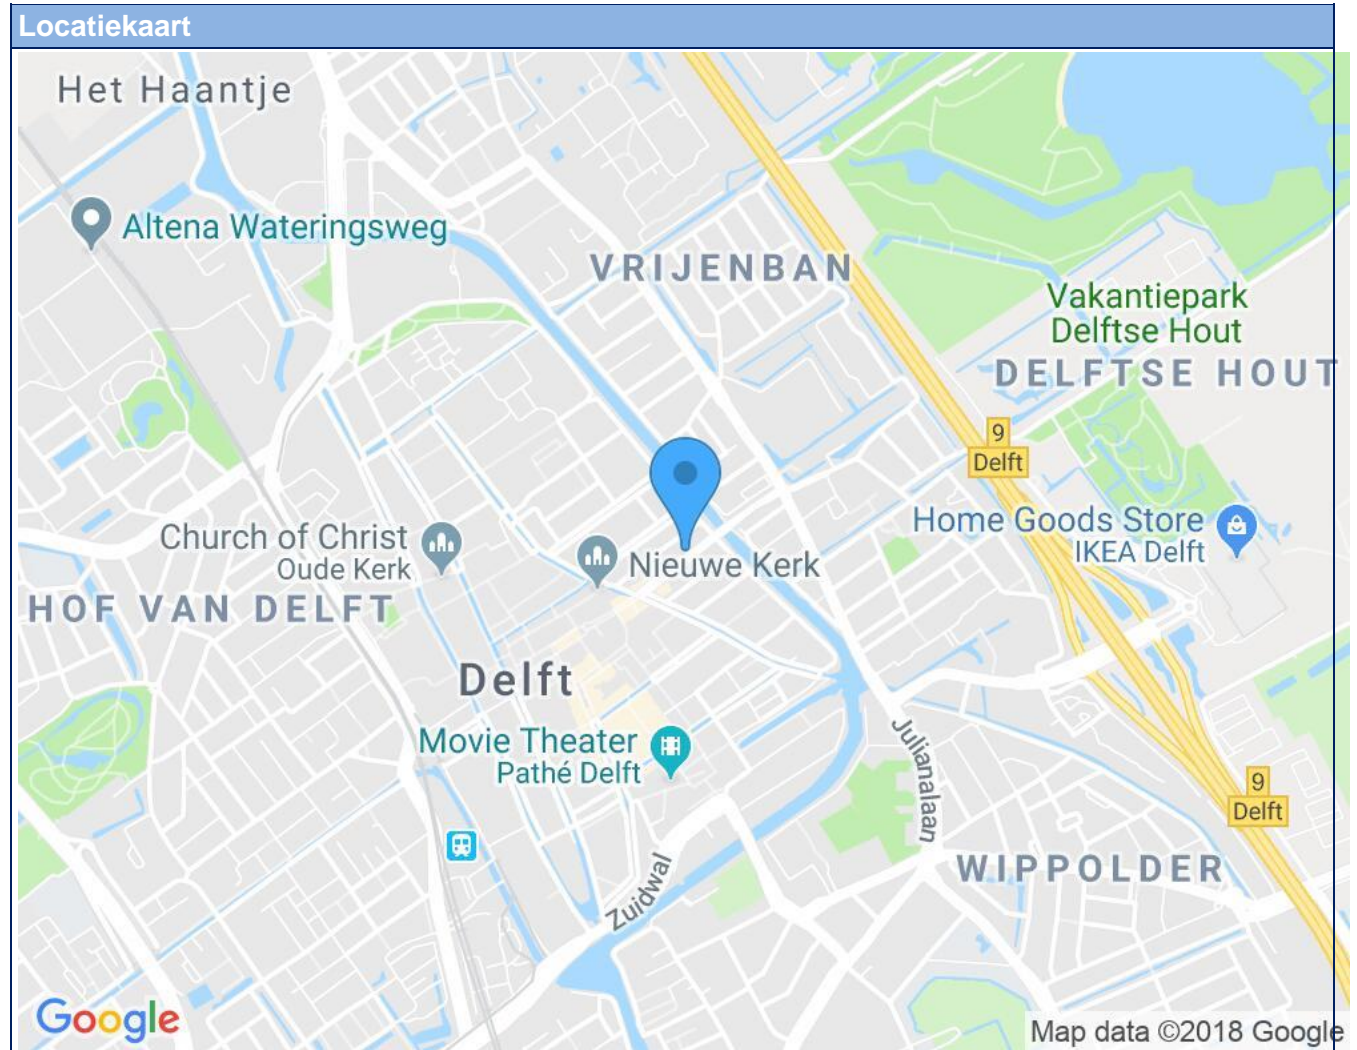 Locatiekaart
Het Haantje
Altena Wateringsweg
VRIJENBAN
Vakantiepark
Delftse Hout
DELFTSE HOUT
9
Delft
Home Goods Store
IKEA Delft
Church of Christ
Oude Kerk
Nieuwe Kerk
HOF VAN DELFT
Delft
Movie Theater
Pathé Delft
Julianalaan
9
Delft
Zuidwal
WIPPOLDER
Google
Map data ©2018 Google